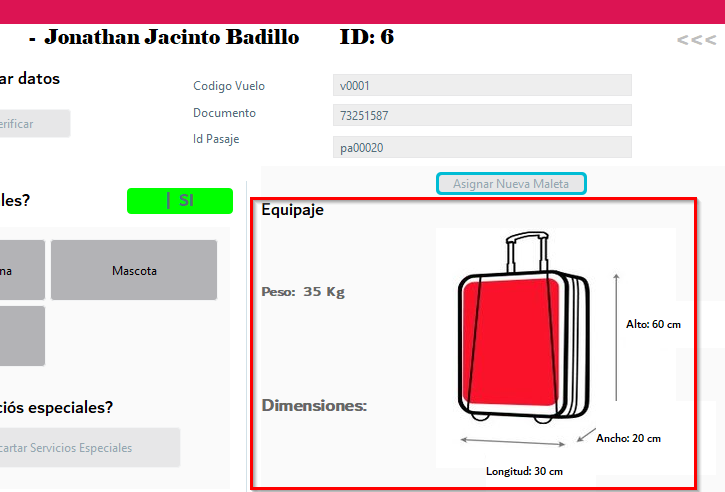 - Jonathan Jacinto Badillo ID: 6
<<<
ar datos
erificar
Codigo Vuelo v0001
Documento 73251587
Id Pasaje pa00020
Asignar Nueva Maleta
les? | SI
na Mascota
Equipaje
Peso: 35 Kg
Alto: 60 cm
Dimensiones:
Ancho: 20 cm
Longitud: 30 cm
ciós especiales?
cartar Servicios Especiales